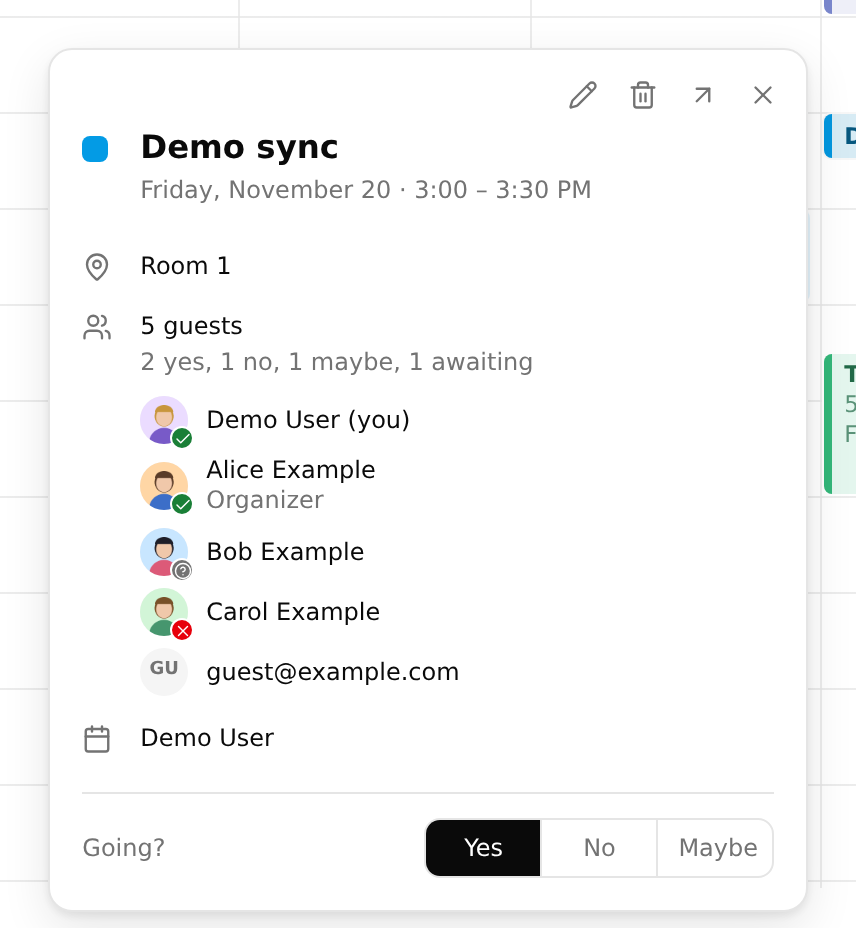 Demo sync
Friday, November 20 · 3:00 – 3:30 PM
Room 1
5 guests
2 yes, 1 no, 1 maybe, 1 awaiting
Demo User (you)
Alice Example
Organizer
Bob Example
Carol Example
GU
guest@example.com
Demo User
Going?
Yes
No
Maybe